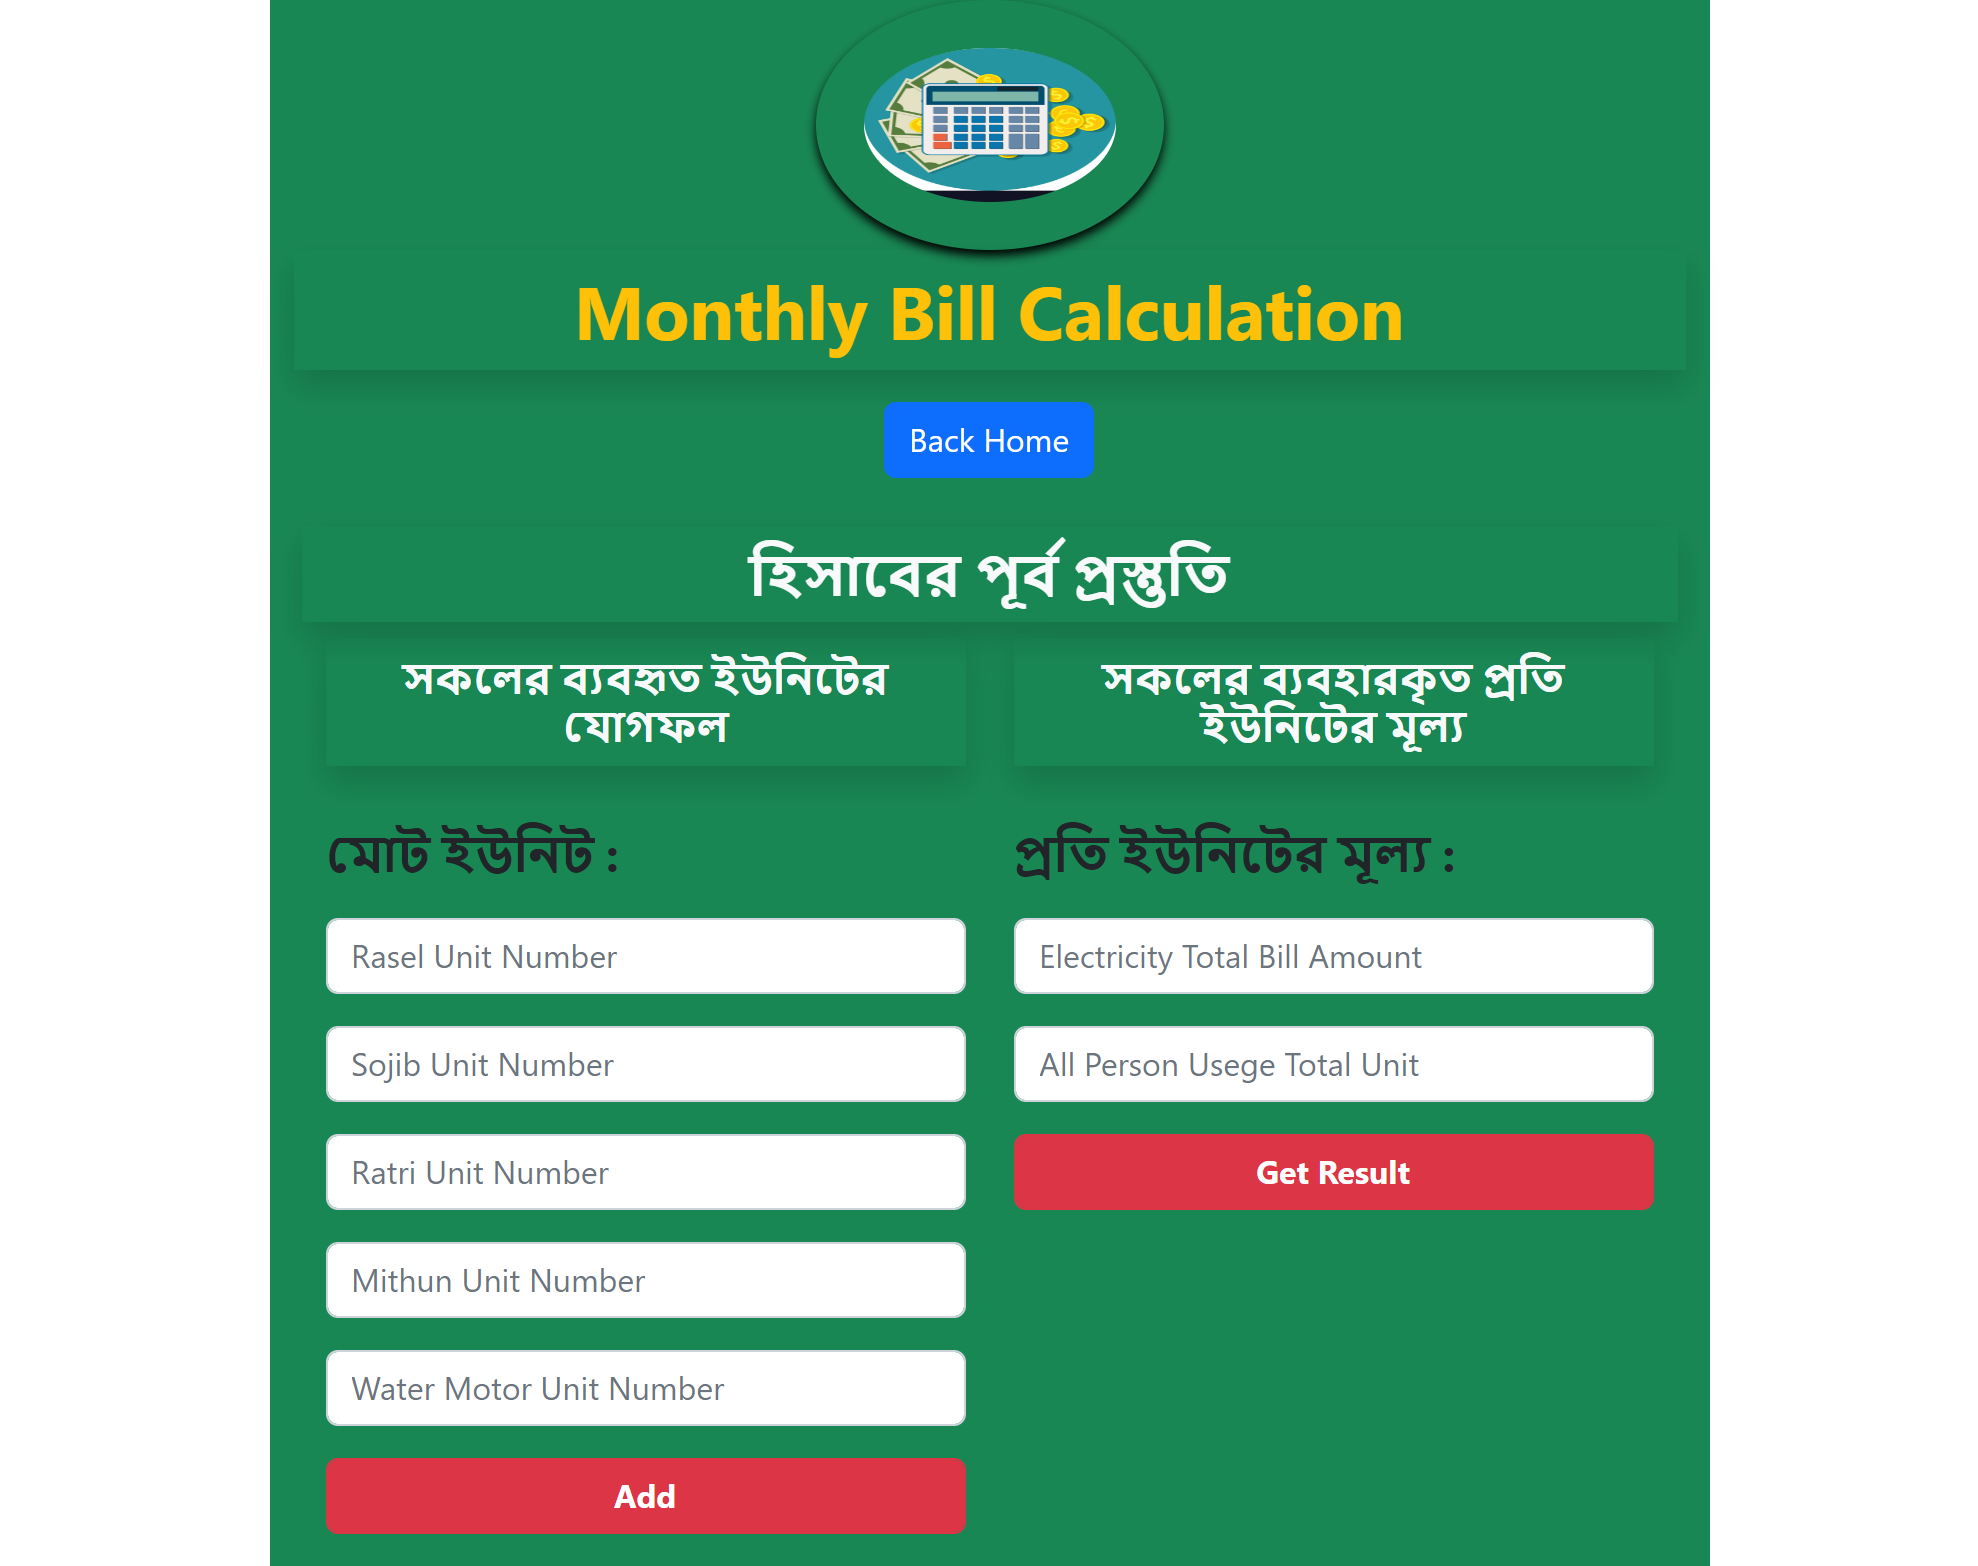 Monthly Bill Calculation
Back Home
হিসাবের পূর্ব প্রস্তুতি
সকলের ব্যবহৃত ইউনিটের
যোগফল
সকলের ব্যবহারকৃত প্রতি
ইউনিটের মূল্য
মোট ইউনিট :
Rasel Unit Number
Sojib Unit Number
Ratri Unit Number
Mithun Unit Number
Water Motor Unit Number
Add
প্রতি ইউনিটের মূল্য :
Electricity Total Bill Amount
All Person Usege Total Unit
Get Result